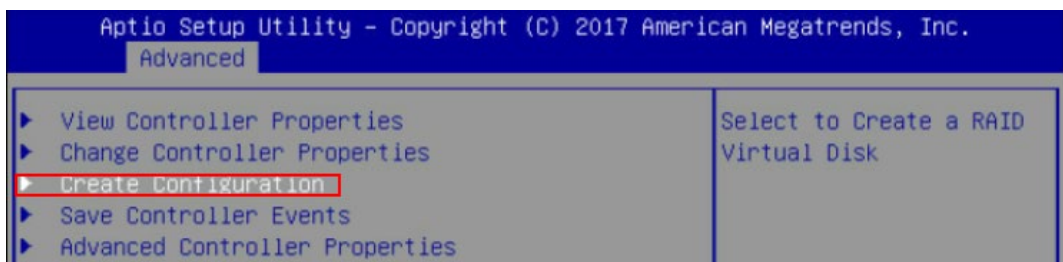 Aptio Setup Utility – Copyright (C) 2017 American Megatrends, Inc.
Advanced
View Controller Properties
Change Controller Properties
Create Configuration
Save Controller Events
Advanced Controller Properties
Select to Create a RAID
Virtual Disk